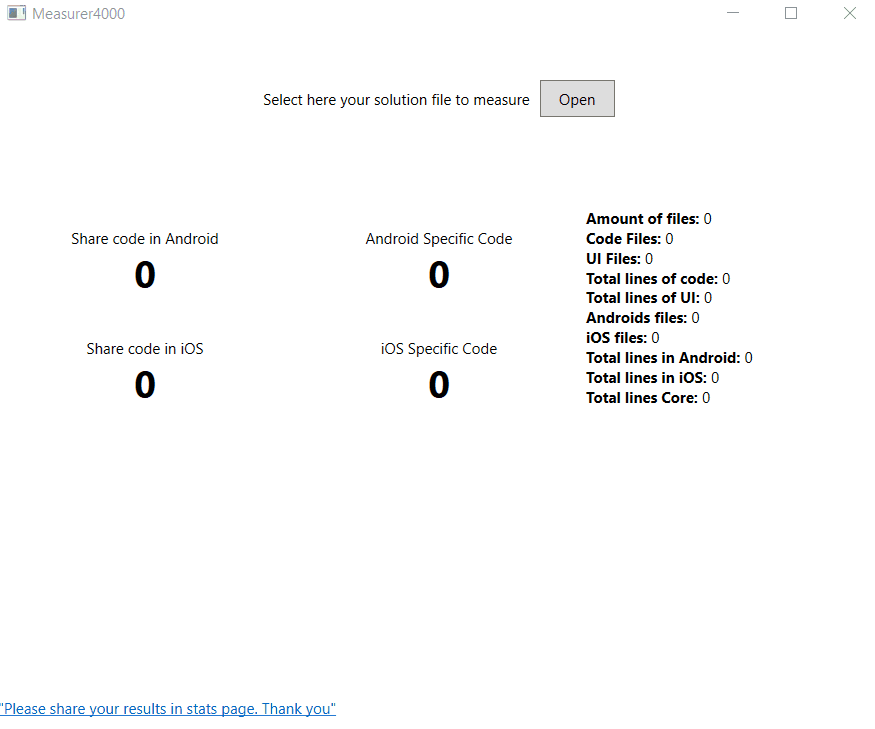 Measurer4000
Select here your solution file to measure Open
Share code in Android
0
Android Specific Code
0
Share code in iOS
0
iOS Specific Code
0
Amount of files: 0
Code Files: 0
UI Files: 0
Total lines of code: 0
Total lines of UI: 0
Androids files: 0
iOS files: 0
Total lines in Android: 0
Total lines in iOS: 0
Total lines Core: 0
"Please share your results in stats page. Thank you"